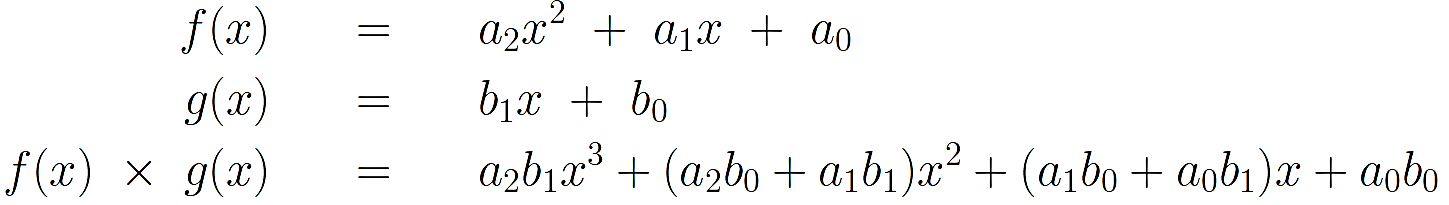 f(x) = a₂x² + a₁x + a₀
g(x) = b₁x + b₀
f(x) × g(x) = a₂b₁x³ + (a₂b₀ + a₁b₁)x² + (a₁b₀ + a₀b₁)x + a₀b₀